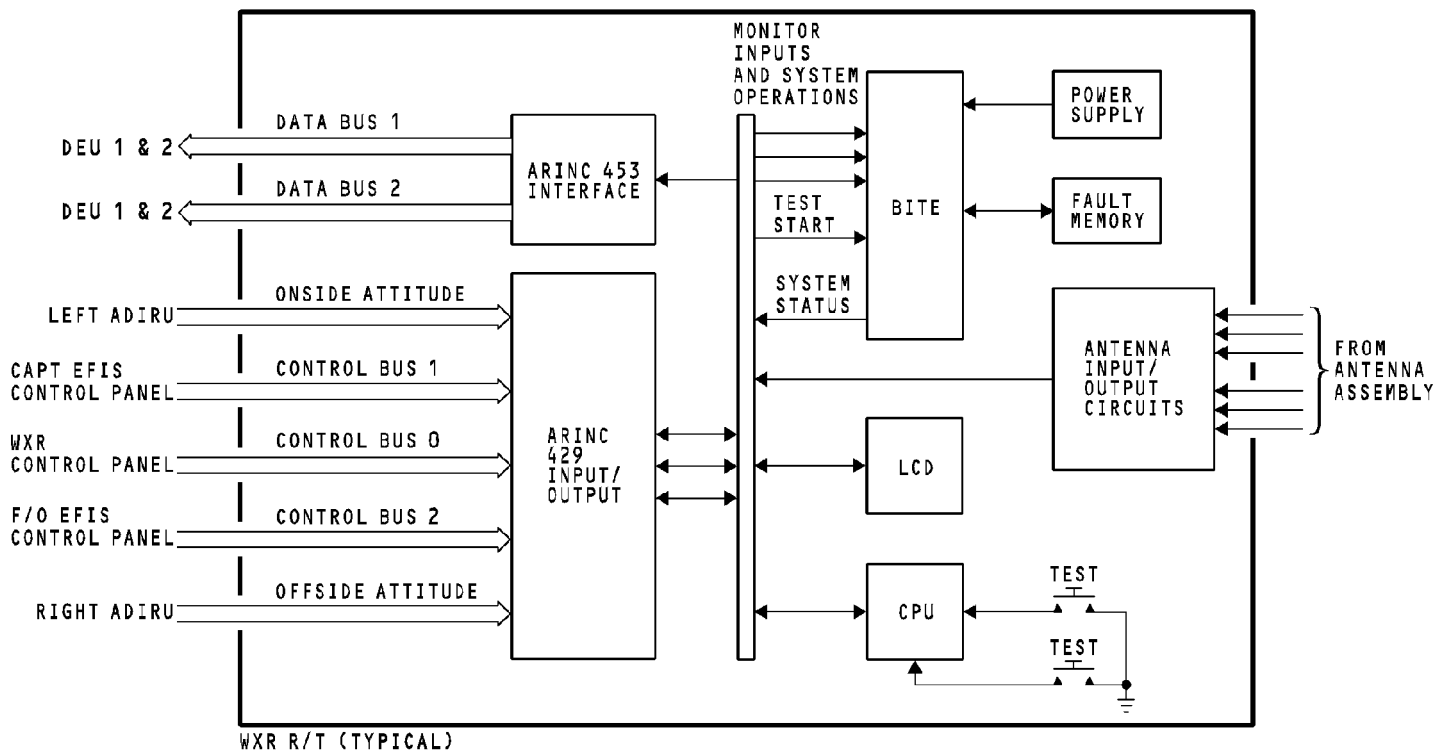 MONITOR
INPUTS
AND SYSTEM
OPERATIONS
DATA BUS 1
DEU 1 & 2
DATA BUS 2
DEU 1 & 2
ARINC 453
INTERFACE
TEST
START
SYSTEM
STATUS
BITE
POWER
SUPPLY
FAULT
MEMORY
ONSIDE ATTITUDE
LEFT ADIRU
CAPT EFIS
CONTROL PANEL
CONTROL BUS 1
WXR
CONTROL PANEL
CONTROL BUS 0
F/O EFIS
CONTROL PANEL
CONTROL BUS 2
RIGHT ADIRU
OFFSIDE ATTITUDE
ARINC
429
INPUT/
OUTPUT
ANTENNA
INPUT/
OUTPUT
CIRCUITS
FROM
ANTENNA
ASSEMBLY
LCD
CPU
TEST
TEST
WXR R/T (TYPICAL)